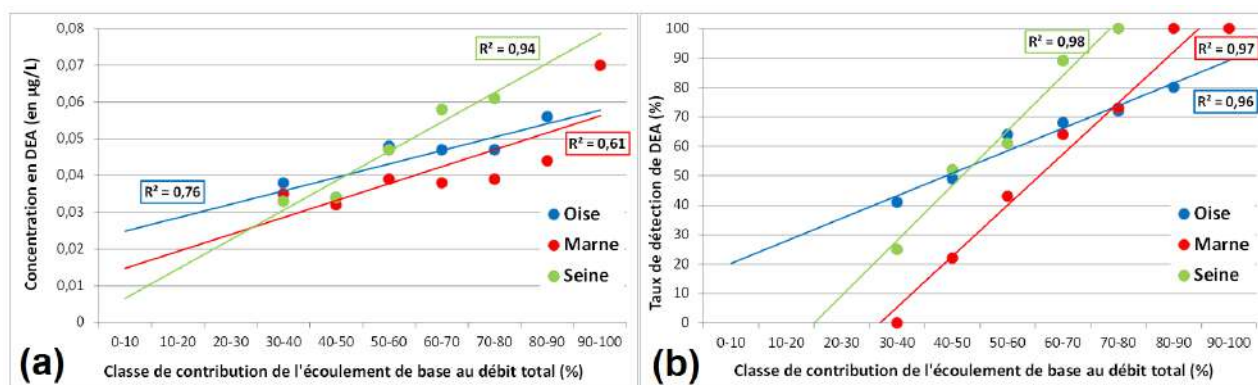 Concentration en DEA (en µg/L)
0,08
0,07
0,06
0,05
0,04
0,03
0,02
0,01
0
R² = 0,94
R² = 0,61
R² = 0,76
Oise
Marne
Seine
0-10 10-20 20-30 30-40 40-50 50-60 60-70 70-80 80-90 90-100
(a)
Classe de contribution de l'écoulement de base au débit total (%)
Taux de détection de DEA (%)
100
90
80
70
60
50
40
30
20
10
0
R² = 0,98
R² = 0,97
R² = 0,96
Oise
Marne
Seine
0-10 10-20 20-30 30-40 40-50 50-60 60-70 70-80 80-90 90-100
(b)
Classe de contribution de l'écoulement de base au débit total (%)